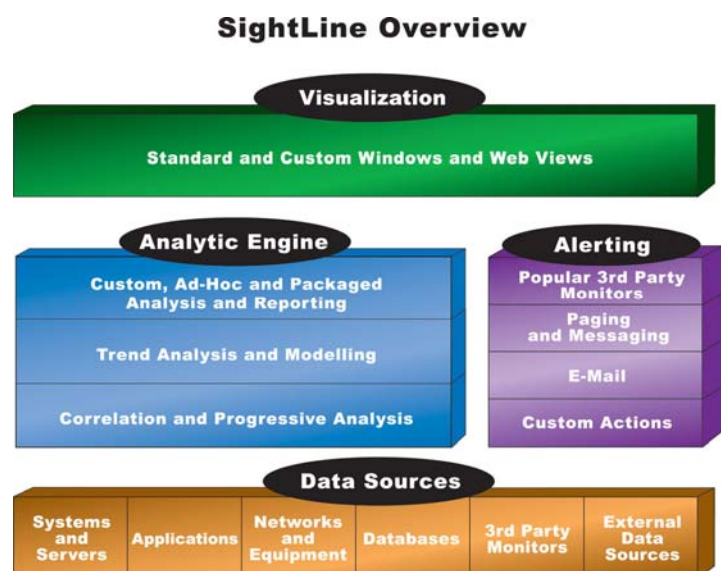 SightLine Overview
Visualization
Standard and Custom Windows and Web Views
Analytic Engine
Custom, Ad-Hoc and Packaged
Analysis and Reporting
Trend Analysis and Modelling
Correlation and Progressive Analysis
Alerting
Popular 3rd Party
Monitors
Paging
and Messaging
E-Mail
Custom Actions
Data Sources
Systems
and
Servers
Applications
Networks
and
Equipment
Databases
3rd Party
Monitors
External
Data
Sources